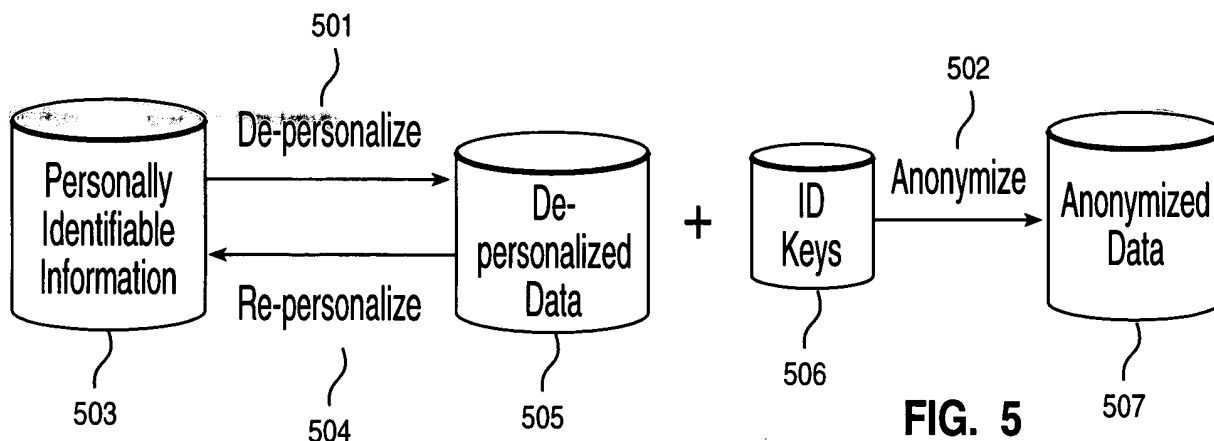 501
De-personalize
502
Personally
Identifiable
Information
De-
personalized
Data
+
ID
Keys
Anonymize
Anonymized
Data
Re-personalize
503
504
505
506
507
FIG. 5